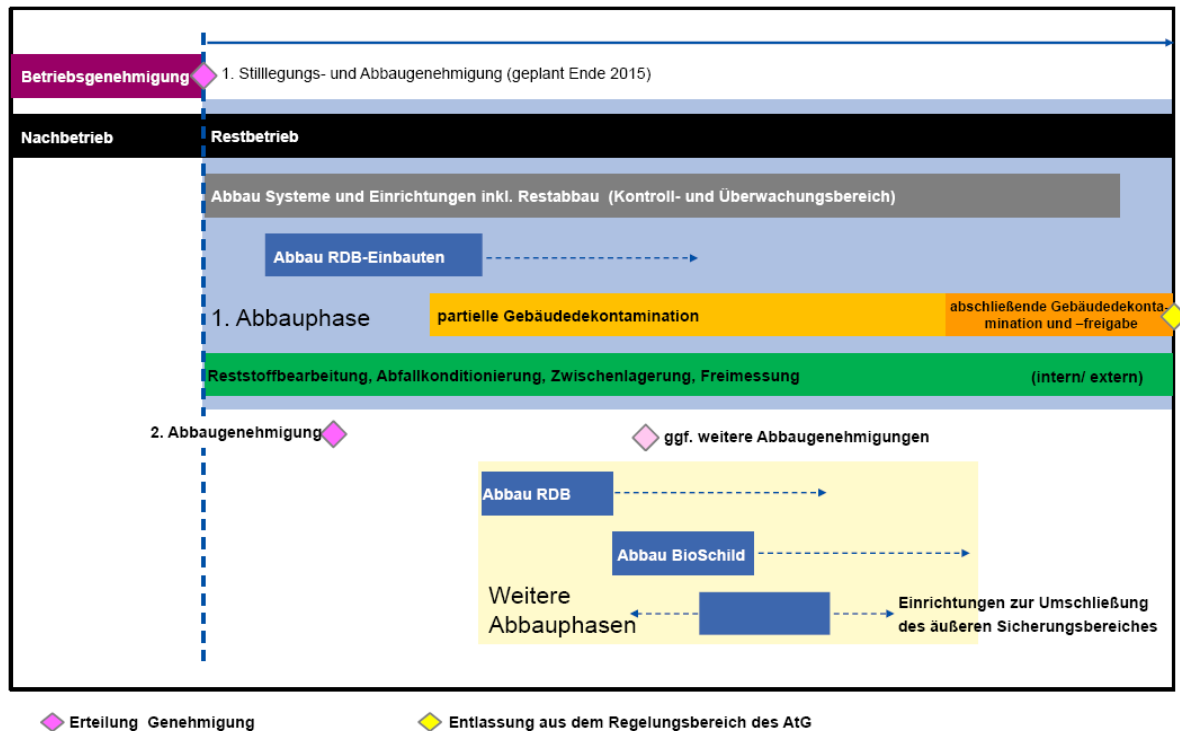 Betriebsgenehmigung
1. Stilllegungs- und Abbaugenehmigung (geplant Ende 2015)
Nachbetrieb
Restbetrieb
Abbau Systeme und Einrichtungen inkl. Restabbau (Kontroll- und Überwachungsbereich)
Abbau RDB-Einbauten
1. Abbauphase
partielle Gebäudedekontamination
abschließende Gebäudedekonta-
mination und –freigabe
Reststoffbearbeitung, Abfallkonditionierung, Zwischenlagerung, Freimessung
(intern/ extern)
2. Abbaugenehmigung
ggf. weitere Abbaugenehmigungen
Abbau RDB
Abbau BioSchild
Weitere
Abbauphasen
Einrichtungen zur Umschließung
des äußeren Sicherungsbereiches
Erteilung Genehmigung
Entlassung aus dem Regelungsbereich des AtG